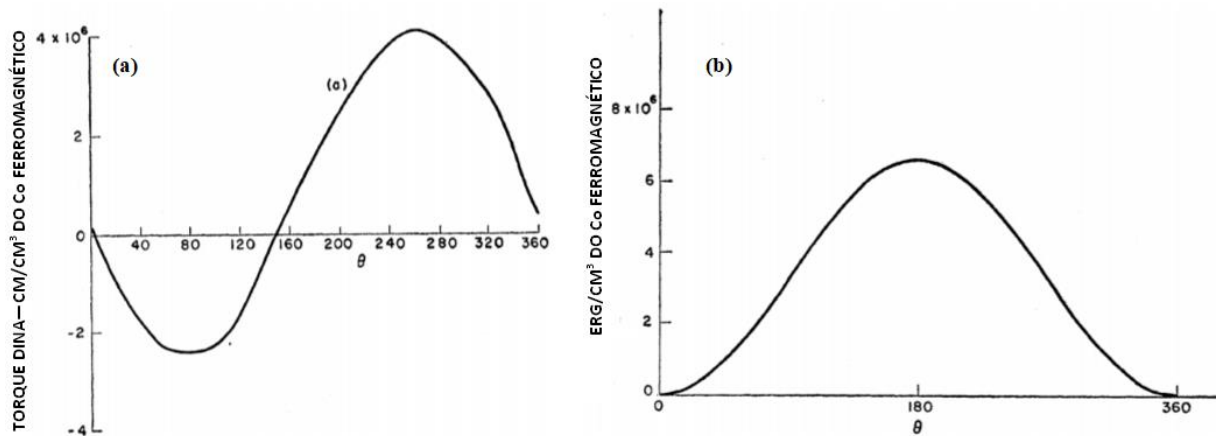 TORQUE DINA—CM/CM³ DO Co FERROMAGNÉTICO
4 x 10⁶
2
0
-2
-4
(a)
(a)
40
80
120
160
200
240
280
320
360
θ
ERG/CM³ DO Co FERROMAGNÉTICO
8 x 10⁶
6
4
2
0
(b)
0
180
360
θ